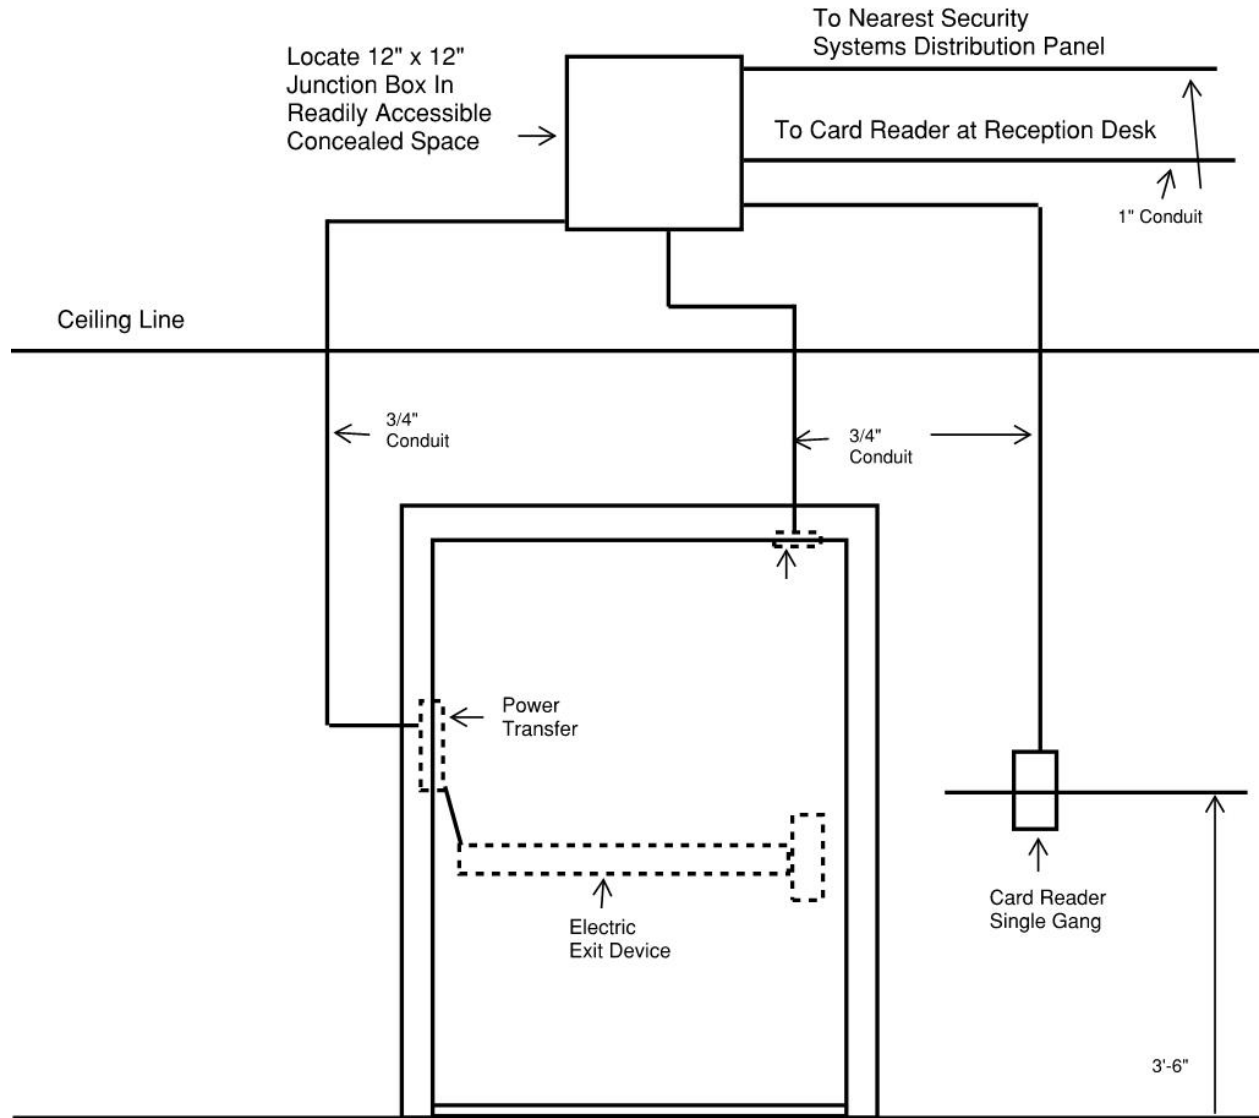 To Nearest Security
Systems Distribution Panel
Locate 12" x 12"
Junction Box In
Readily Accessible
Concealed Space
To Card Reader at Reception Desk
1" Conduit
Ceiling Line
3/4"
Conduit
3/4"
Conduit
Power
Transfer
Card Reader
Single Gang
Electric
Exit Device
3'-6"